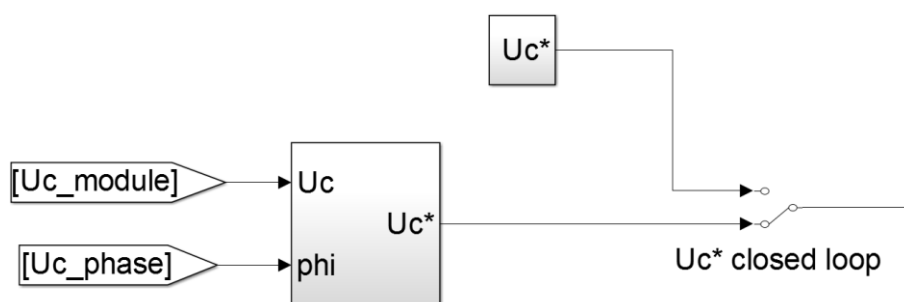 Uc*
[Uc_module]
Uc
Uc*
[Uc_phase]
phi
Uc* closed loop